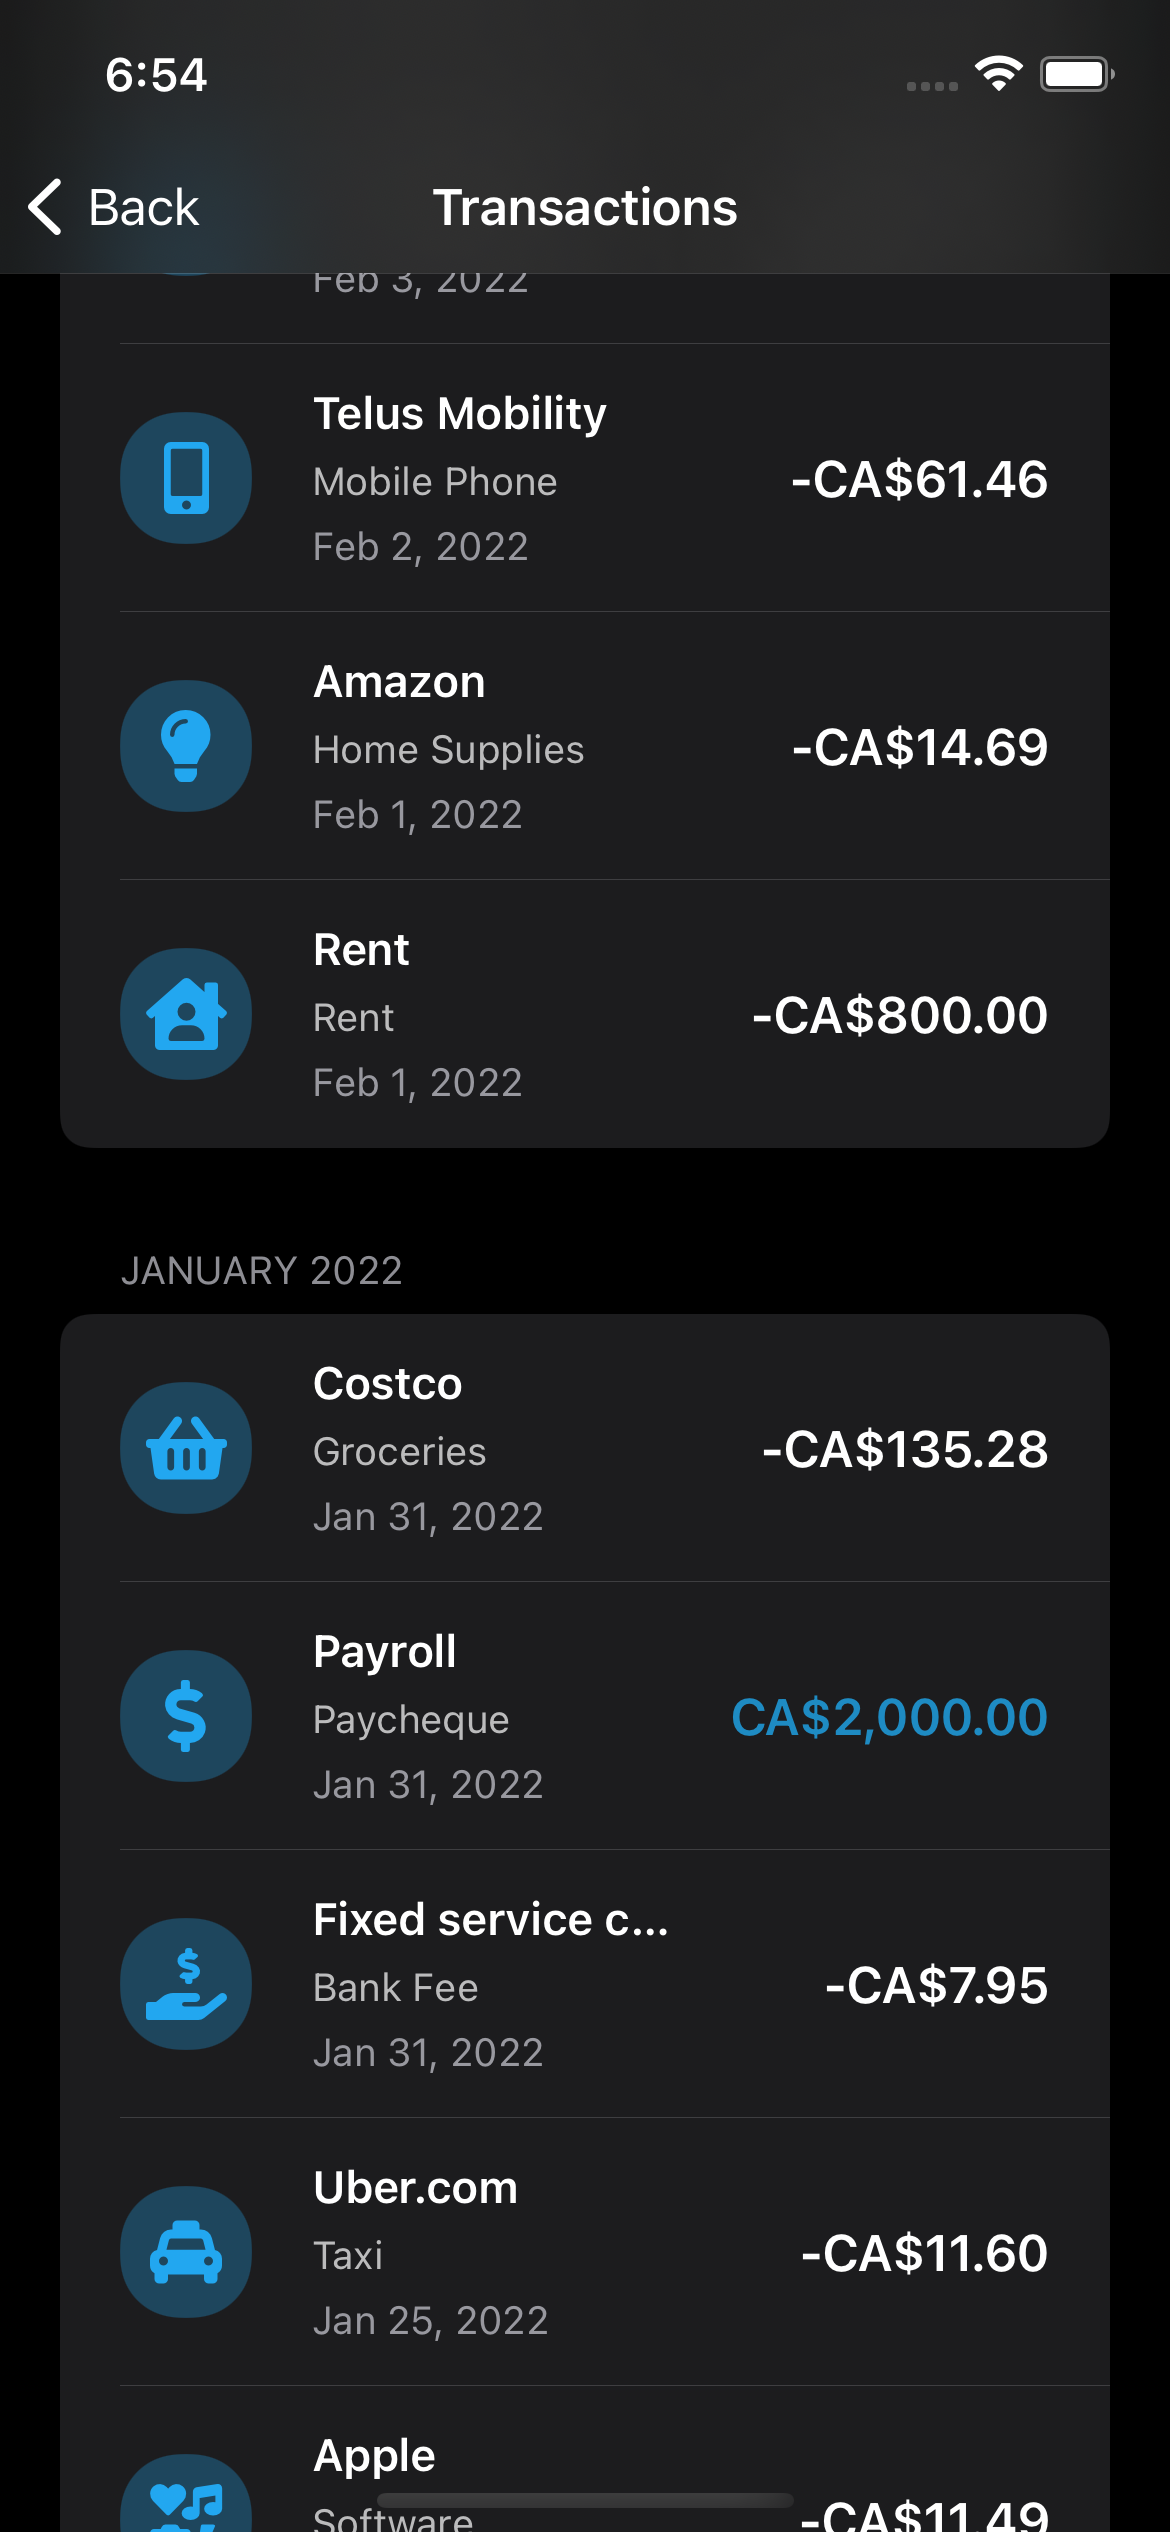 6:54
Back
Transactions
Feb 3, 2022
Telus Mobility
Mobile Phone
-CA$61.46
Feb 2, 2022
Amazon
Home Supplies
-CA$14.69
Feb 1, 2022
Rent
Rent
-CA$800.00
Feb 1, 2022
JANUARY 2022
Costco
Groceries
-CA$135.28
Jan 31, 2022
Payroll
Paycheque
CA$2,000.00
Jan 31, 2022
Fixed service c...
Bank Fee
-CA$7.95
Jan 31, 2022
Uber.com
Taxi
-CA$11.60
Jan 25, 2022
Apple
Software
-CA$11.49